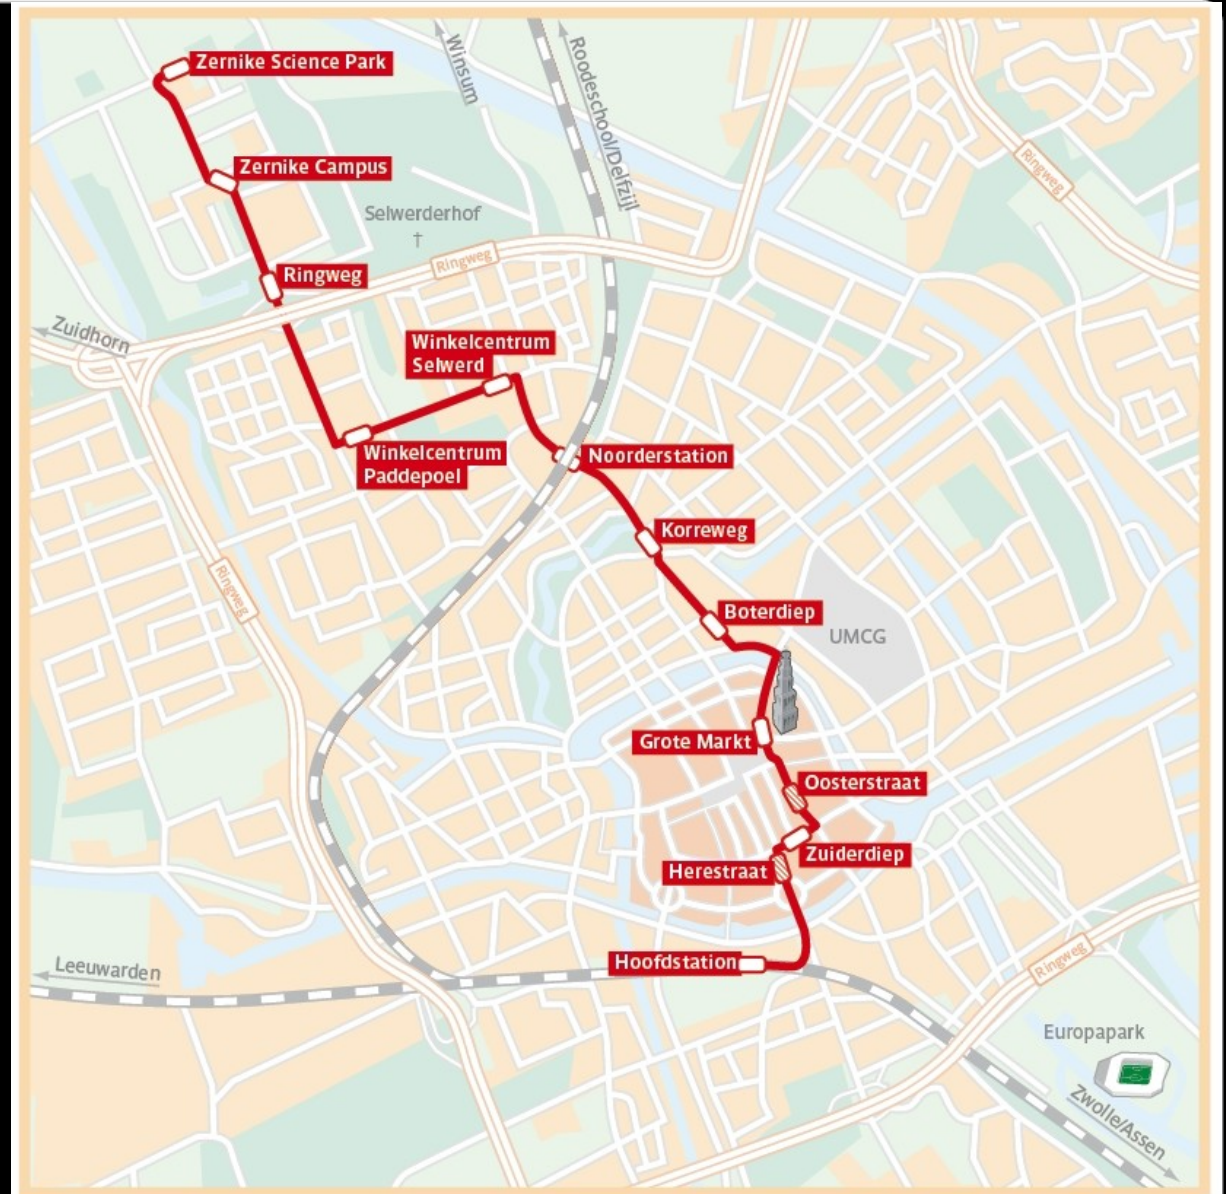 Zernike Science Park
Winsum
Roodeschool/Delfzijl
Ringweg
Zernike Campus
Selwerderhof
†
Ringweg
Ringweg
Zuidhorn
Winkelcentrum
Selwerd
Winkelcentrum
Paddepoel
Noorderstation
Korreweg
Ringweg
Boterdiep
UMCG
Grote Markt
Oosterstraat
Zuiderdiep
Herestraat
Hoofdstation
Leeuwarden
Ringweg
Europapark
Zwolle/Assen